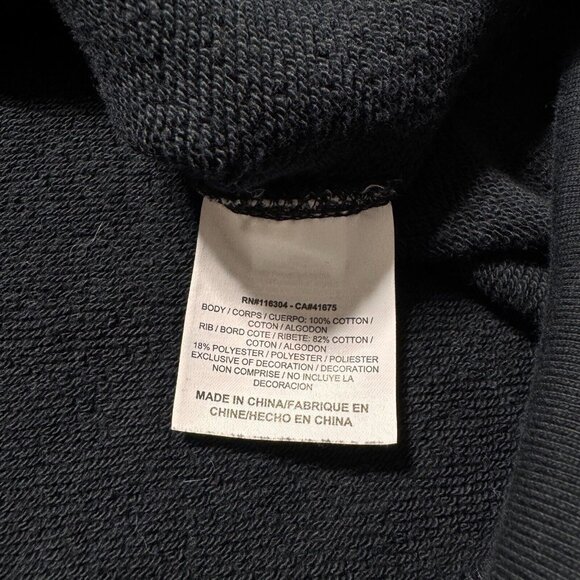 RN#116304 - CA#41675
BODY / CORPS / CUERPO: 100% COTTON /
COTON / ALGODON
RIB / BORD COTE / RIBETE: 82% COTTON /
COTON / ALGODON
18% POLYESTER / POLYESTER / POLIESTER
EXCLUSIVE OF DECORATION / DECORATION
NON COMPRISE / NO INCLUYE LA
DECORACION
MADE IN CHINA/FABRIQUE EN
CHINE/HECHO EN CHINA